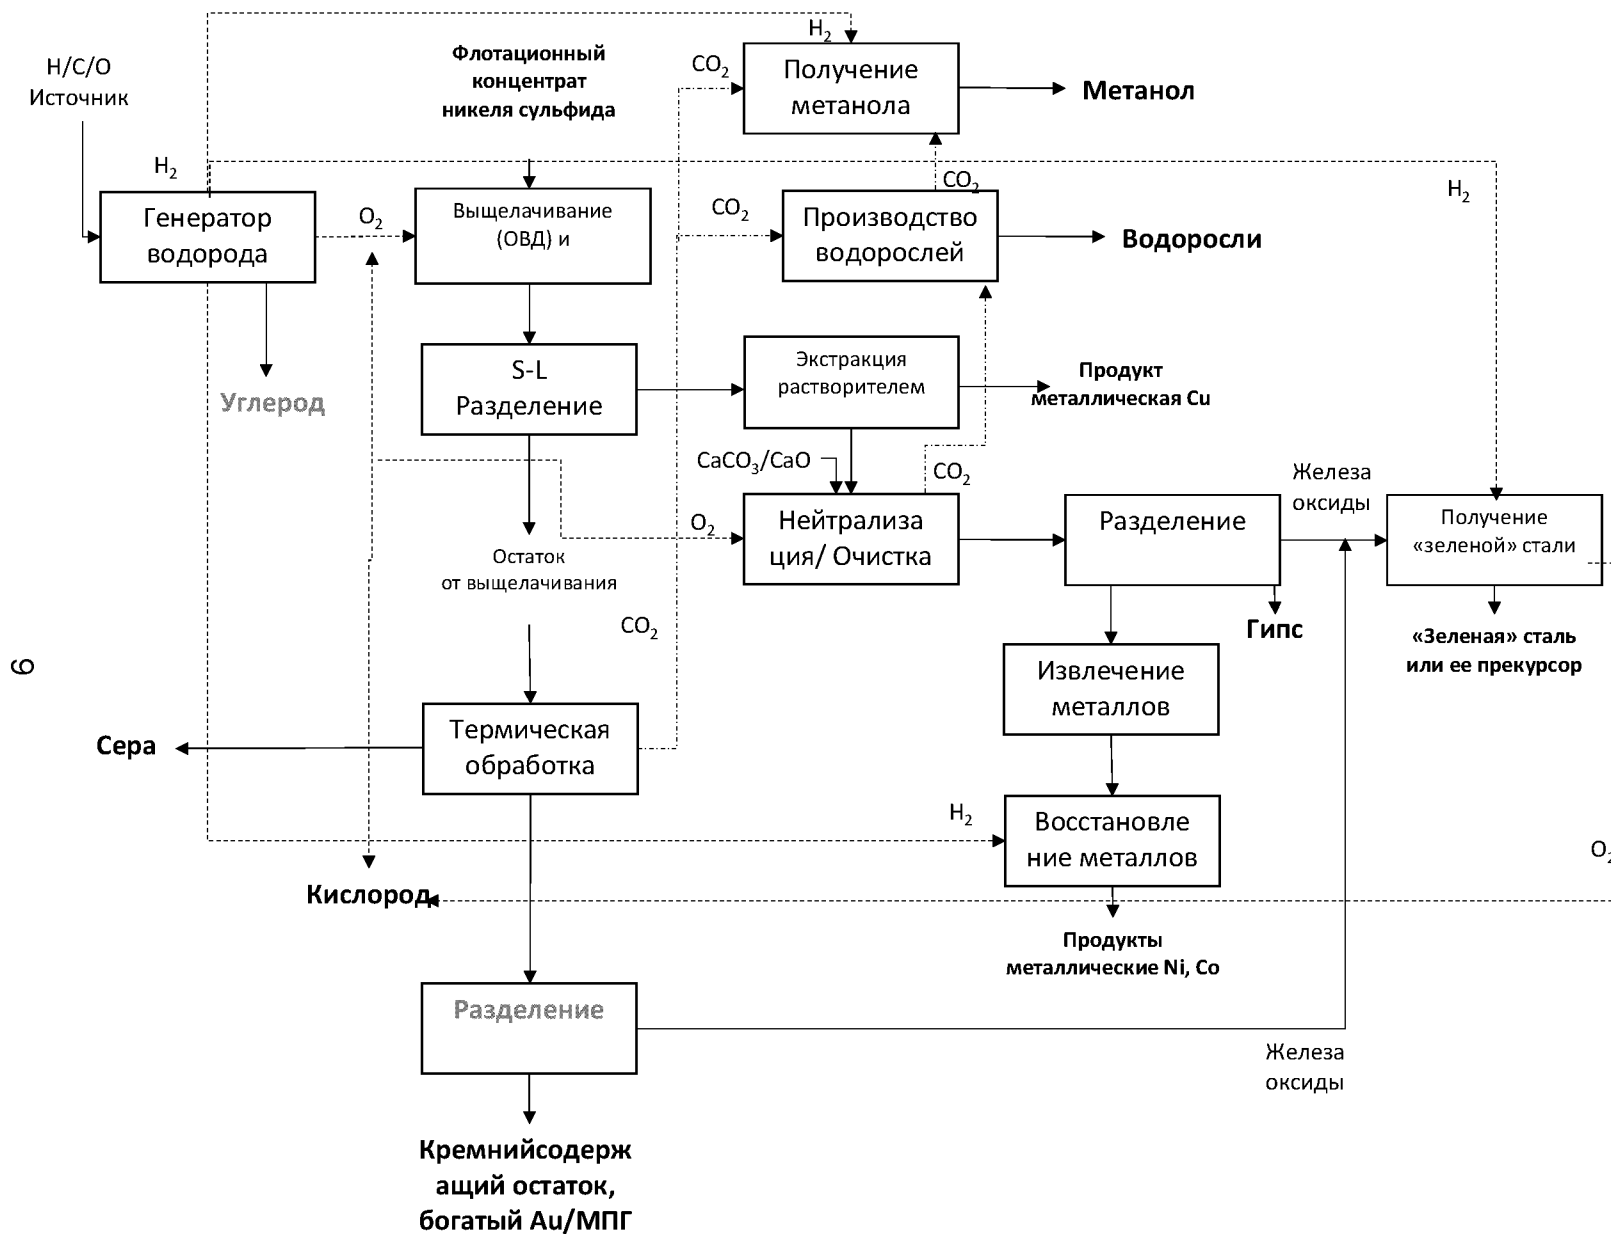 H₂
H/C/O
Источник
Флотационный
концентрат
никеля сульфида
CO₂
Получение
метанола
Метанол
H₂
CO₂
H₂
Генератор
водорода
O₂
Выщелачивание
(ОВД) и
CO₂
Производство
водорослей
Водоросли
Углерод
S-L
Разделение
Экстракция
растворителем
Продукт
металлическая Cu
CaCO₃/CaO
CO₂
Железа
оксиды
O₂
Нейтрализа
ция/ Очистка
Разделение
Получение
«зеленой» стали
Остаток
от выщелачивания
CO₂
Гипс
«Зеленая» сталь
или ее прекурсор
6
Извлечение
металлов
Сера
Термическая
обработка
H₂
Восстановле
ние металлов
O₂
Кислород
Продукты
металлические Ni, Co
Разделение
Железа
оксиды
Кремнийсодерж
ащий остаток,
богатый Au/МПГ